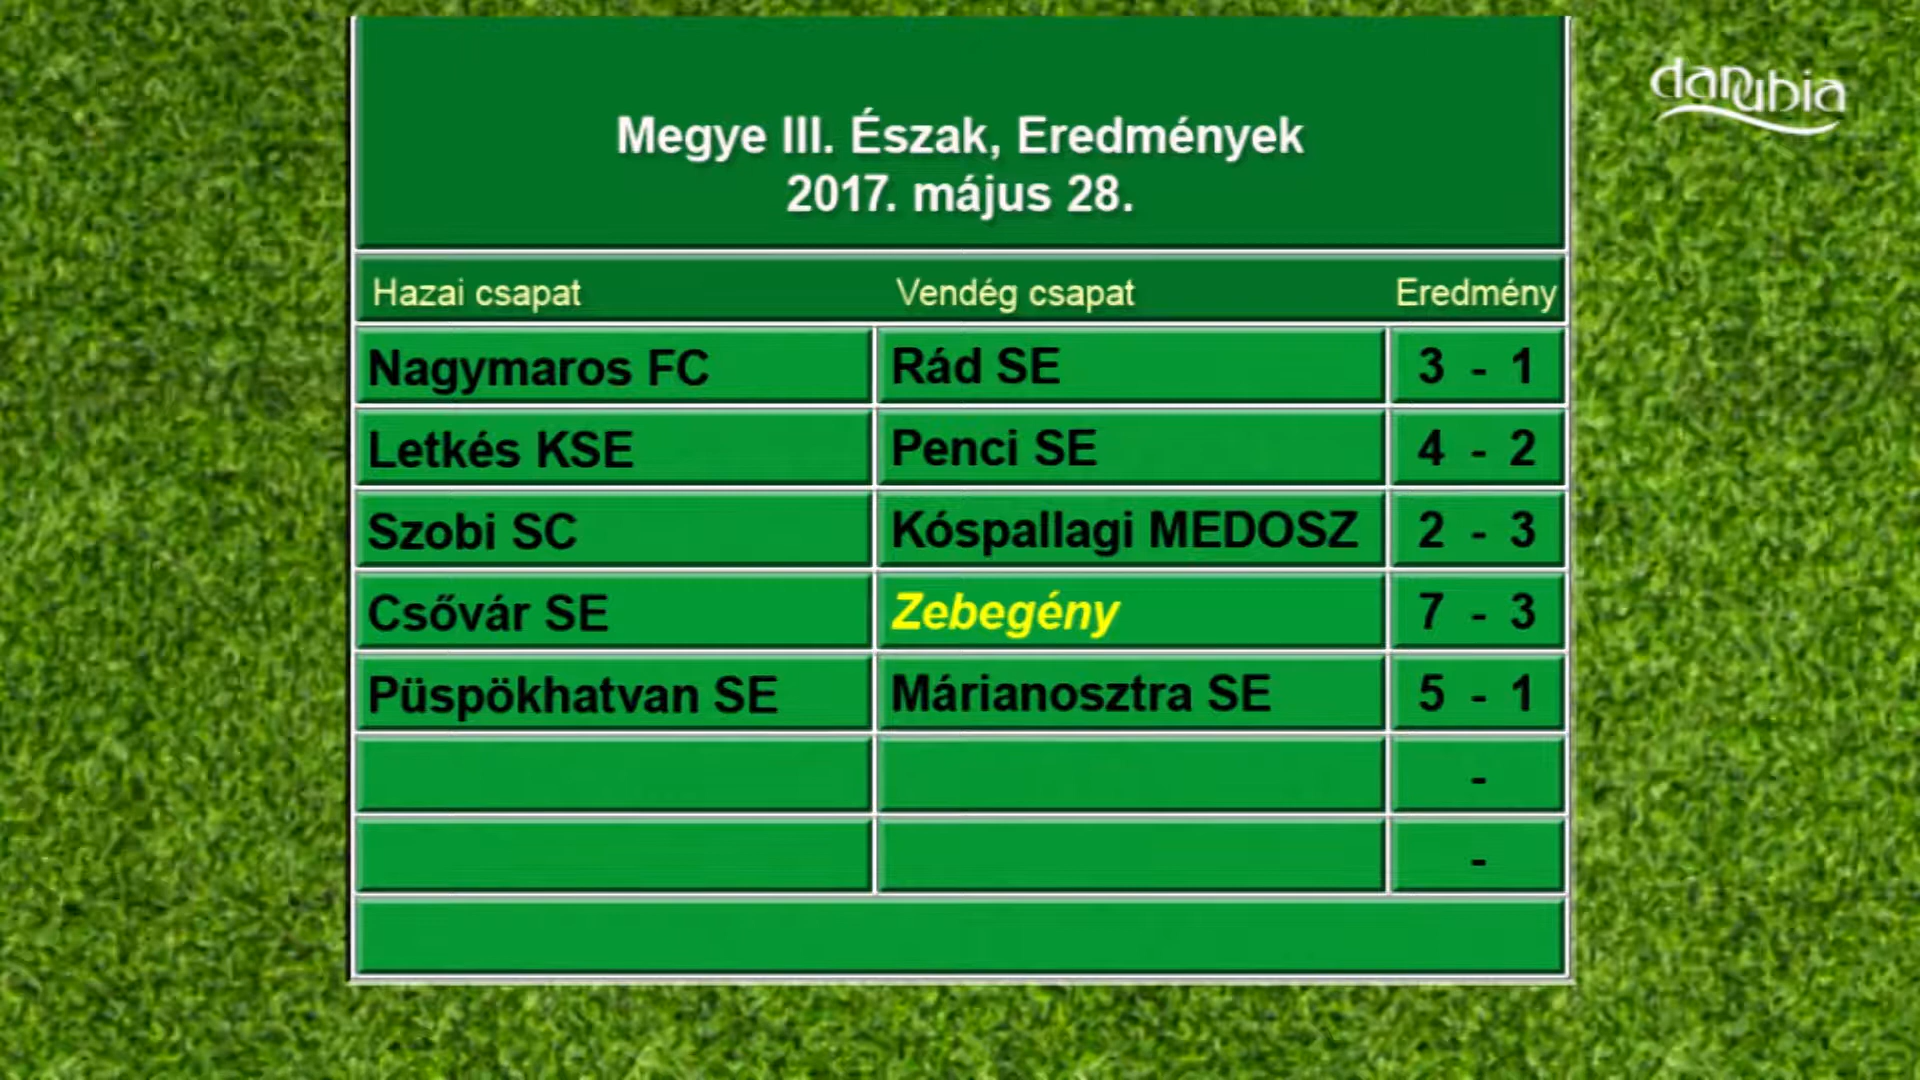 danubia
Megye III. Észak, Eredmények
2017. május 28.
Hazai csapat Vendég csapat Eredmény
Nagymaros FC Rád SE 3 - 1
Letkés KSE Penci SE 4 - 2
Szobi SC Kóspallagi MEDOSZ 2 - 3
Csővár SE Zebegény 7 - 3
Püspökhatvan SE Márianosztra SE 5 - 1
-
-